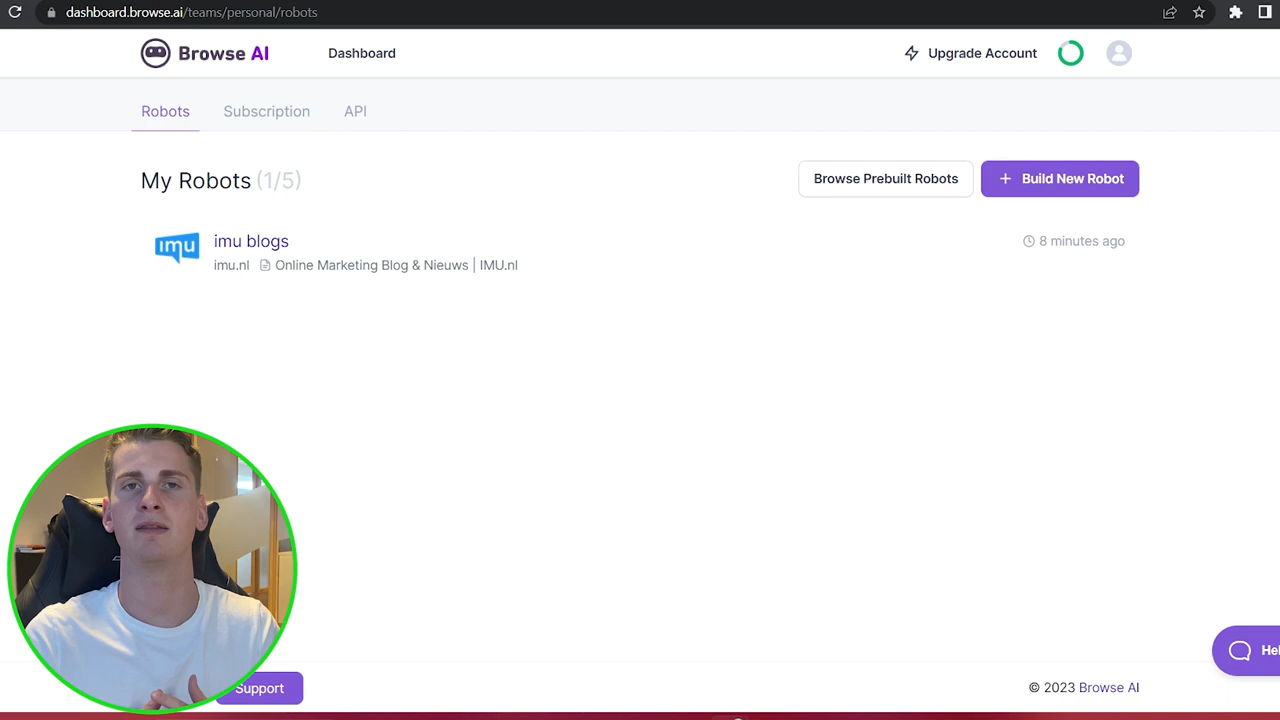 dashboard.browse.ai/teams/personal/robots
Browse AI
Dashboard
Upgrade Account
Robots
Subscription
API
My Robots (1/5)
Browse Prebuilt Robots
+ Build New Robot
imu
imu blogs
8 minutes ago
imu.nl
Online Marketing Blog & Nieuws | IMU.nl
Support
Hel
© 2023 Browse AI